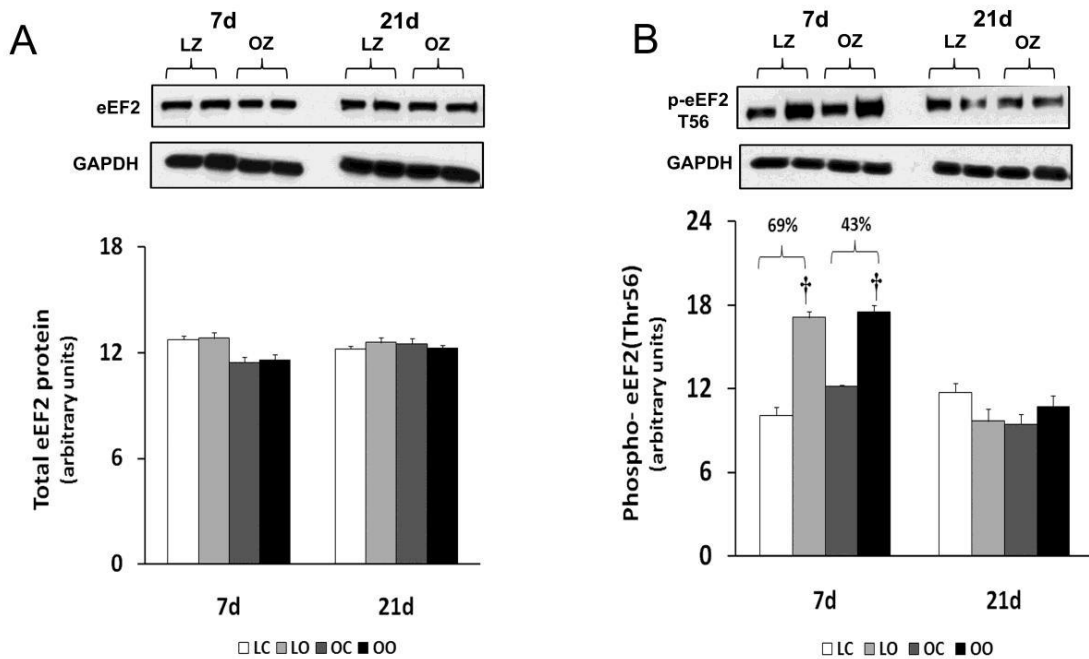 A
7d 21d
LZ OZ LZ OZ
eEF2
GAPDH
18
12
6
0
Total eEF2 protein
(arbitrary units)
7d 21d
LC LO OC OO
B
7d 21d
LZ OZ LZ OZ
p-eEF2
T56
GAPDH
24
18
12
6
0
Phospho- eEF2(Thr56)
(arbitrary units)
69% 43%
† †
7d 21d
LC LO OC OO